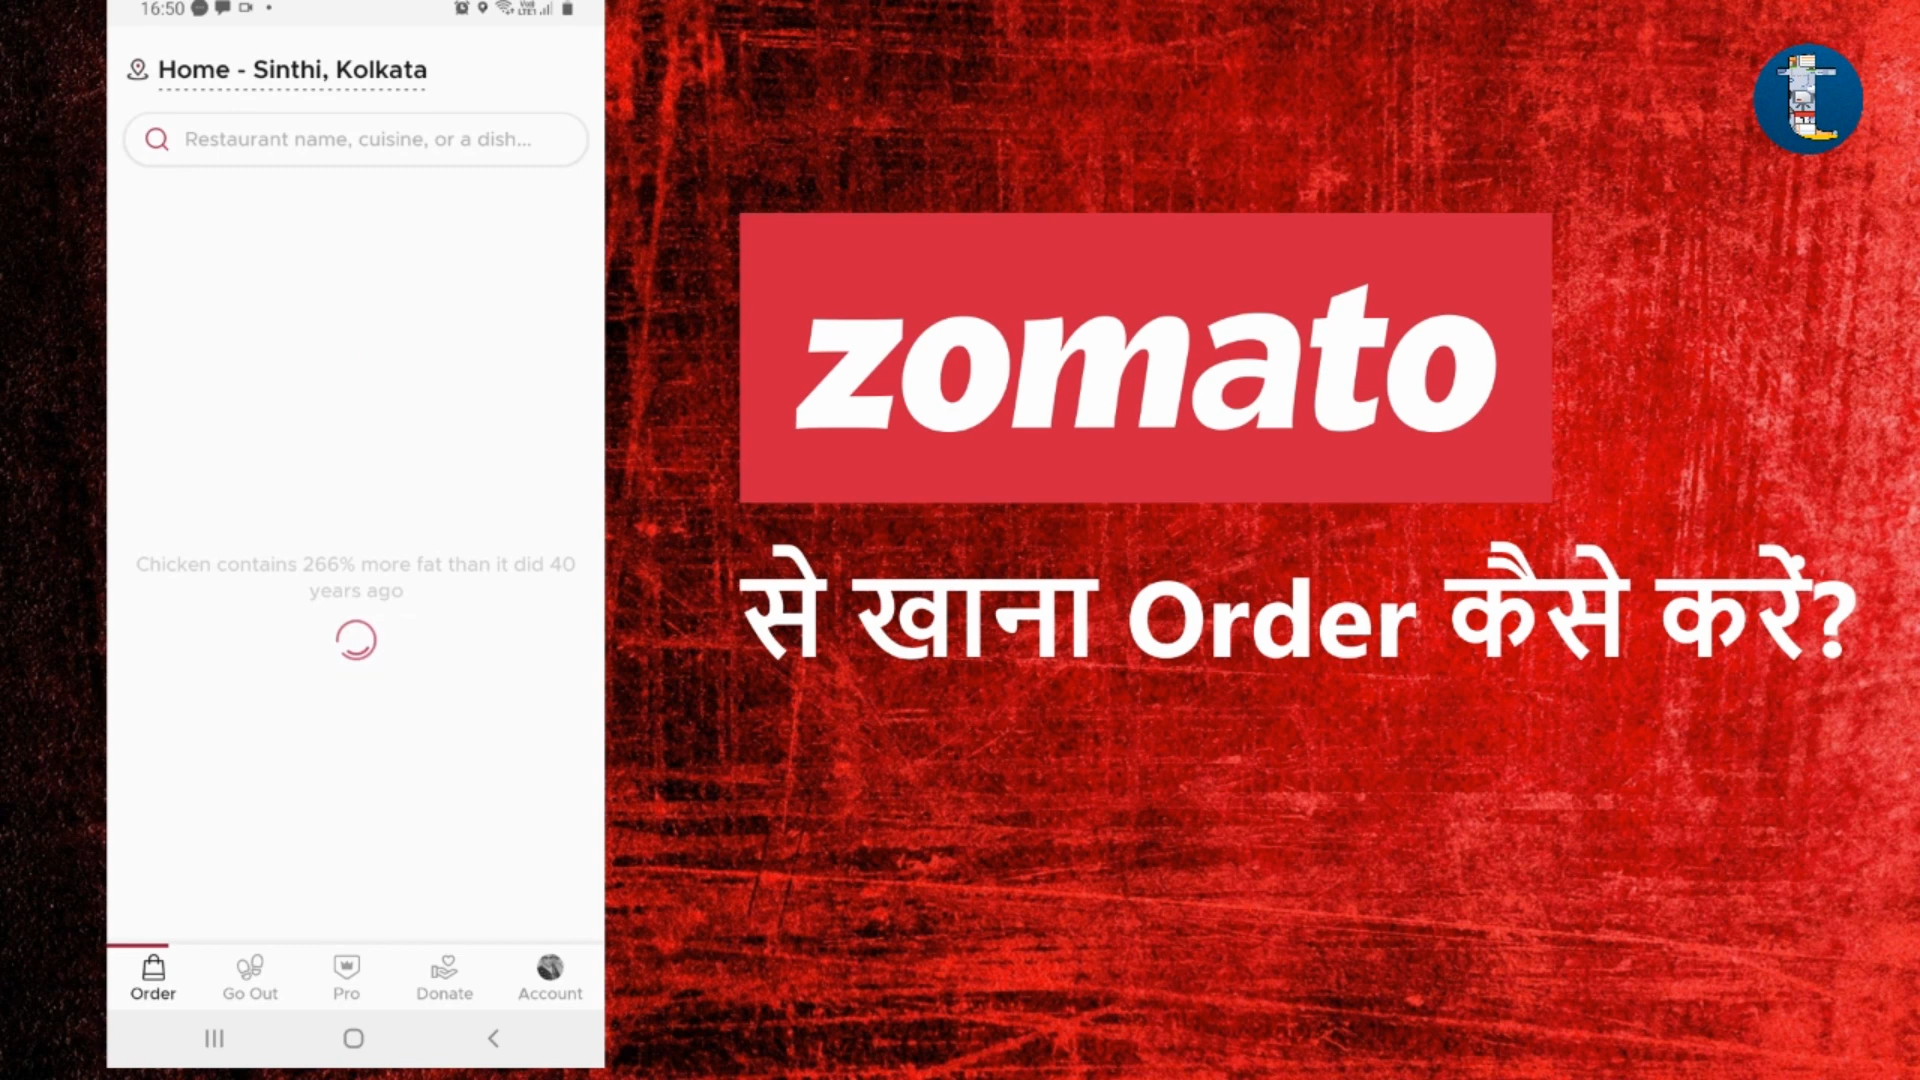 16:50
Home - Sinthi, Kolkata
Restaurant name, cuisine, or a dish...
Chicken contains 266% more fat than it did 40
years ago
Order Go Out Pro Donate Account
zomato
से खाना Order कैसे करें?